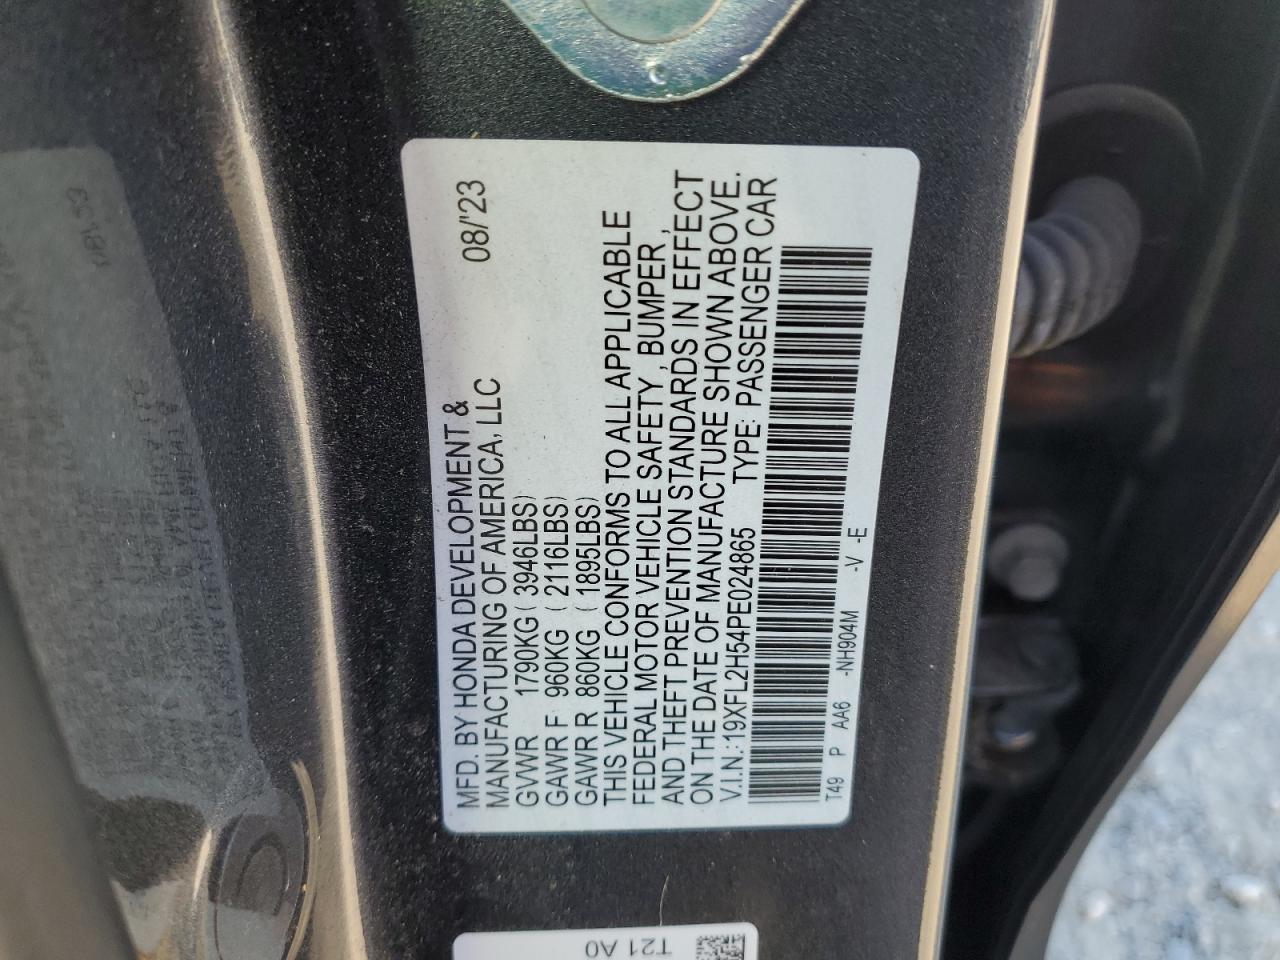 MFD. BY HONDA DEVELOPMENT &
MANUFACTURING OF AMERICA, LLC 08/'23
GVWR 1790KG ( 3946LBS)
GAWR F 960KG ( 2116LBS)
GAWR R 860KG ( 1895LBS)
THIS VEHICLE CONFORMS TO ALL APPLICABLE
FEDERAL MOTOR VEHICLE SAFETY , BUMPER ,
AND THEFT PREVENTION STANDARDS IN EFFECT
ON THE DATE OF MANUFACTURE SHOWN ABOVE.
V.I.N.:19XFL2H54PE024865 TYPE: PASSENGER CAR
T49 P AA6 -NH904M -V -E
T21 A0